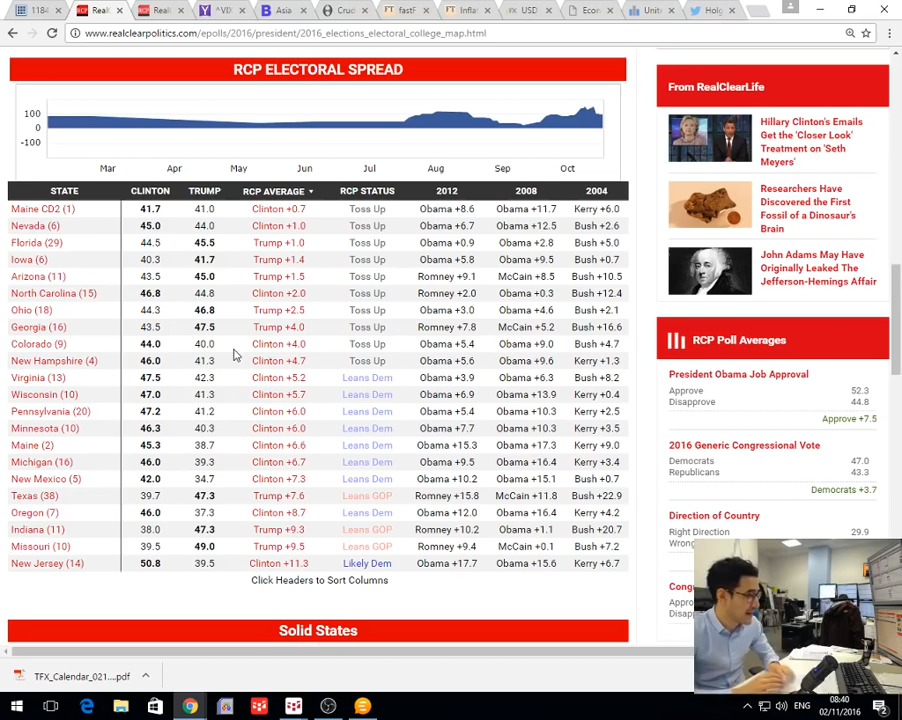 1184
Real
Real
^VIX
Asia
Crud
fastF
Inflat
USD
Econ
Unite
Holg
www.realclearpolitics.com/epolls/2016/president/2016_elections_electoral_college_map.html
RCP ELECTORAL SPREAD
100
0
-100
Mar Apr May Jun Jul Aug Sep Oct
STATE CLINTON TRUMP RCP AVERAGE RCP STATUS 2012 2008 2004
Maine CD2 (1) 41.7 41.0 Clinton +0.7 Toss Up Obama +8.6 Obama +11.7 Kerry +6.0
Nevada (6) 45.0 44.0 Clinton +1.0 Toss Up Obama +6.7 Obama +12.5 Bush +2.6
Florida (29) 44.5 45.5 Trump +1.0 Toss Up Obama +0.9 Obama +2.8 Bush +5.0
Iowa (6) 40.3 41.7 Trump +1.4 Toss Up Obama +5.8 Obama +9.5 Bush +0.7
Arizona (11) 43.5 45.0 Trump +1.5 Toss Up Romney +9.1 McCain +8.5 Bush +10.5
North Carolina (15) 46.8 44.8 Clinton +2.0 Toss Up Romney +2.0 Obama +0.3 Bush +12.4
Ohio (18) 44.3 46.8 Trump +2.5 Toss Up Obama +3.0 Obama +4.6 Bush +2.1
Georgia (16) 43.5 47.5 Trump +4.0 Toss Up Romney +7.8 McCain +5.2 Bush +16.6
Colorado (9) 44.0 40.0 Clinton +4.0 Toss Up Obama +5.4 Obama +9.0 Bush +4.7
New Hampshire (4) 46.0 41.3 Clinton +4.7 Toss Up Obama +5.6 Obama +9.6 Kerry +1.3
Virginia (13) 47.5 42.3 Clinton +5.2 Leans Dem Obama +3.9 Obama +6.3 Bush +8.2
Wisconsin (10) 47.0 41.3 Clinton +5.7 Leans Dem Obama +6.9 Obama +13.9 Kerry +0.4
Pennsylvania (20) 47.2 41.2 Clinton +6.0 Leans Dem Obama +5.4 Obama +10.3 Kerry +2.5
Minnesota (10) 46.3 40.3 Clinton +6.0 Leans Dem Obama +7.7 Obama +10.3 Kerry +3.5
Maine (2) 45.3 38.7 Clinton +6.6 Leans Dem Obama +15.3 Obama +17.3 Kerry +9.0
Michigan (16) 46.0 39.3 Clinton +6.7 Leans Dem Obama +9.5 Obama +16.4 Kerry +3.4
New Mexico (5) 42.0 34.7 Clinton +7.3 Leans Dem Obama +10.2 Obama +15.1 Bush +0.7
Texas (38) 39.7 47.3 Trump +7.6 Leans GOP Romney +15.8 McCain +11.8 Bush +22.9
Oregon (7) 46.0 37.3 Clinton +8.7 Leans Dem Obama +12.0 Obama +16.4 Kerry +4.2
Indiana (11) 38.0 47.3 Trump +9.3 Leans GOP Romney +10.2 Obama +1.1 Bush +20.7
Missouri (10) 39.5 49.0 Trump +9.5 Leans GOP Romney +9.4 McCain +0.1 Bush +7.2
New Jersey (14) 50.8 39.5 Clinton +11.3 Likely Dem Obama +17.7 Obama +15.6 Kerry +6.7
Click Headers to Sort Columns
Solid States
From RealClearLife
Hillary Clinton's Emails
Get the 'Closer Look'
Treatment on 'Seth
Meyers'
Researchers Have
Discovered the First
Fossil of a Dinosaur's
Brain
John Adams May Have
Originally Leaked The
Jefferson-Hemings Affair
RCP Poll Averages
President Obama Job Approval
Approve 52.3
Disapprove 44.8
Approve +7.5
2016 Generic Congressional Vote
Democrats 47.0
Republicans 43.3
Democrats +3.7
Direction of Country
Right Direction 29.9
Wrong
Cong
Appro
Disap
TFX_Calendar_021....pdf
ENG
08:40
02/11/2016
2